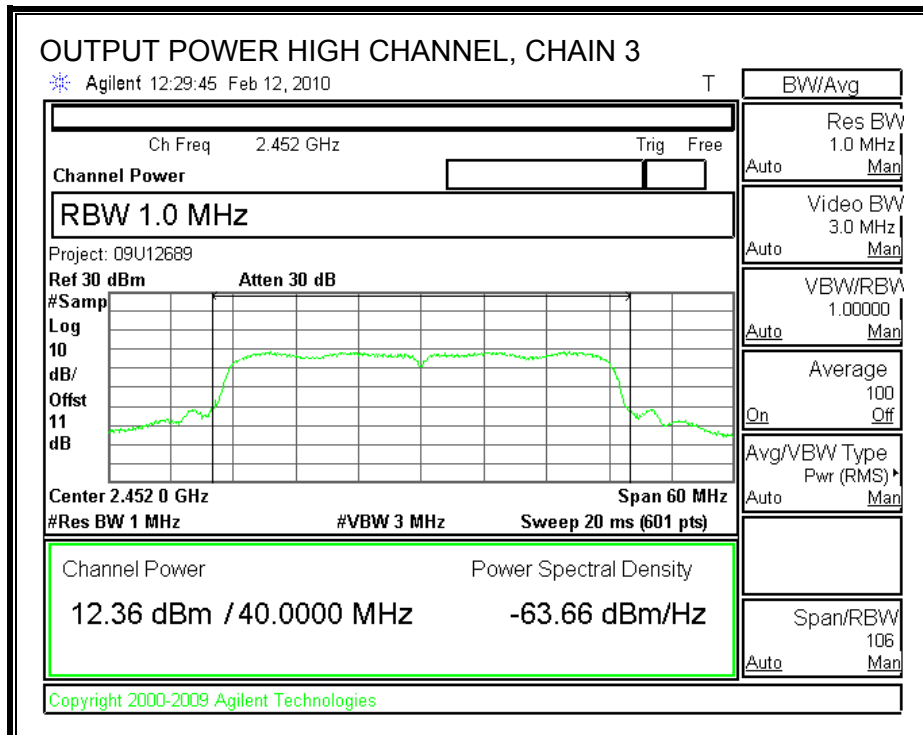 OUTPUT POWER HIGH CHANNEL, CHAIN 3
Agilent 12:29:45 Feb 12, 2010 T
Ch Freq 2.452 GHz Trig Free
Channel Power
RBW 1.0 MHz
Project: 09U12689
Ref 30 dBm Atten 30 dB
#Samp
Log
10
dB/
Offst
11
dB
Center 2.452 0 GHz Span 60 MHz
#Res BW 1 MHz #VBW 3 MHz Sweep 20 ms (601 pts)
Channel Power Power Spectral Density
12.36 dBm / 40.0000 MHz -63.66 dBm/Hz
Copyright 2000-2009 Agilent Technologies
BW/Avg
Res BW
1.0 MHz
Auto Man
Video BW
3.0 MHz
Auto Man
VBW/RBW
1.00000
Auto Man
Average
100
On Off
Avg/VBW Type
Pwr (RMS)
Auto Man
Span/RBW
106
Auto Man